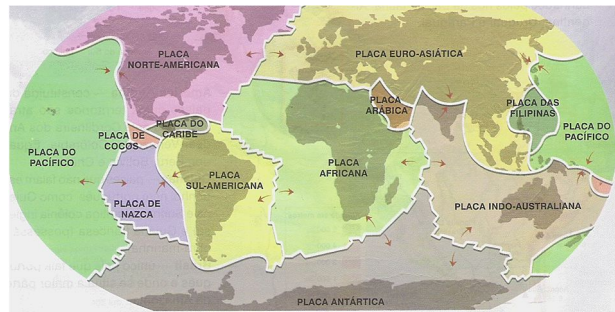 PLACA
NORTE-AMERICANA
PLACA EURO-ASIÁTICA
PLACA
ARÁBICA
PLACA DAS
FILIPINAS
PLACA DO
CARIBE
PLACA DE
COCOS
PLACA DO
PACÍFICO
PLACA
SUL-AMERICANA
PLACA
AFRICANA
PLACA DO
PACÍFICO
PLACA DE
NAZCA
PLACA INDO-AUSTRALIANA
PLACA ANTÁRTICA